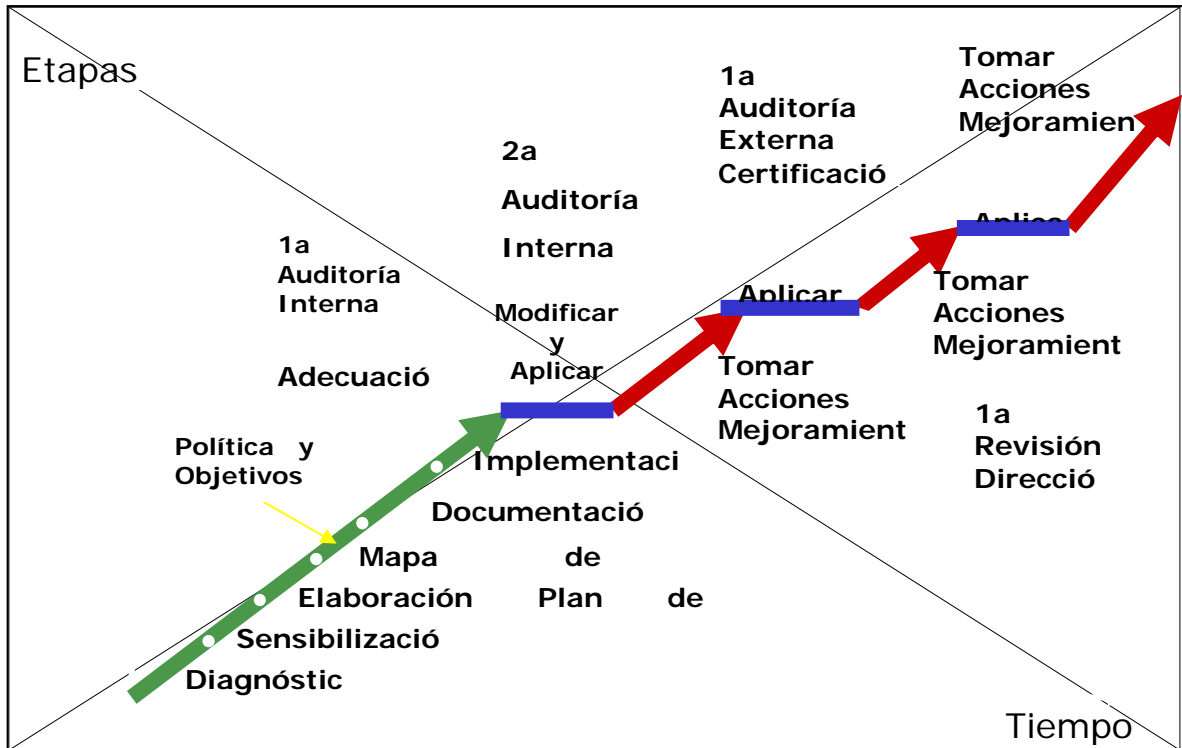 Etapas
Tomar
Acciones
Mejoramien
1a
Auditoría
Externa
Certificació
2a
Auditoría
Interna
1a
Auditoría
Interna
Adecuació
Modificar
y
Aplicar
Aplicar
Tomar
Acciones
Mejoramient
Tomar
Acciones
Mejoramient
1a
Revisión
Direcció
Política y
Objetivos
Implementaci
Documentació
Mapa de
Elaboración Plan de
Sensibilizació
Diagnóstic
Tiempo